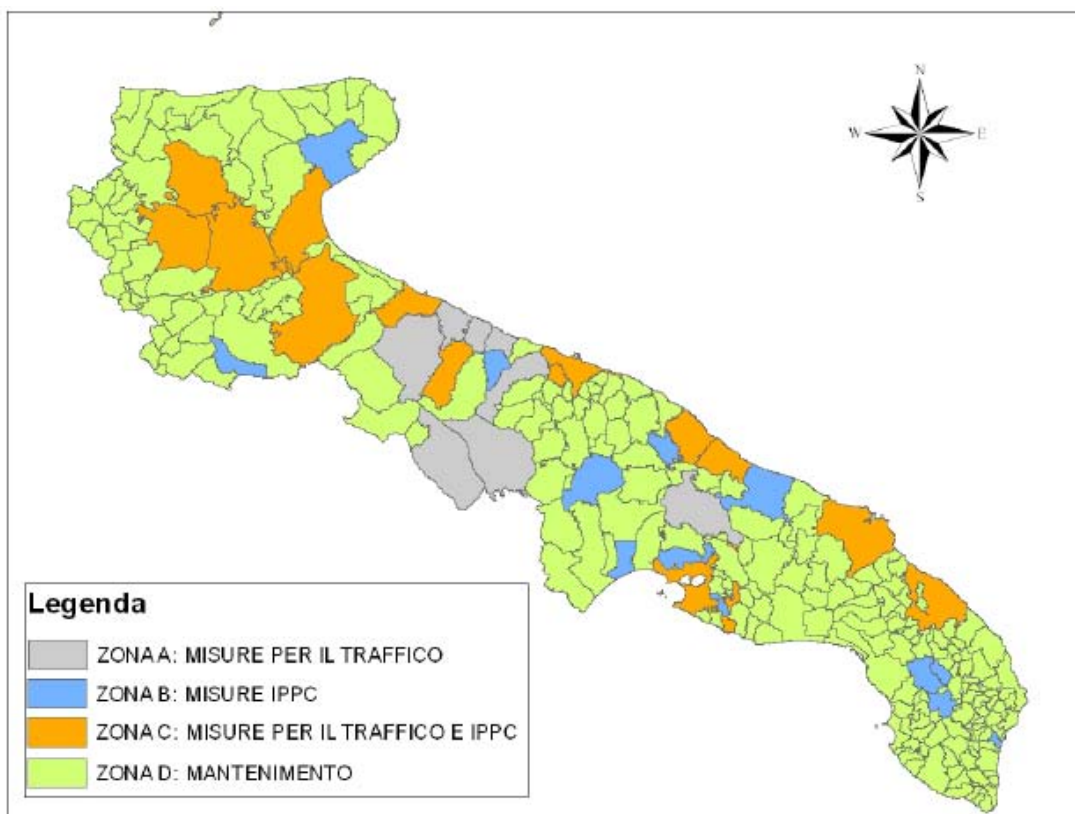 N
W E
S
Legenda
ZONA A: MISURE PER IL TRAFFICO
ZONA B: MISURE IPPC
ZONA C: MISURE PER IL TRAFFICO E IPPC
ZONA D: MANTENIMENTO